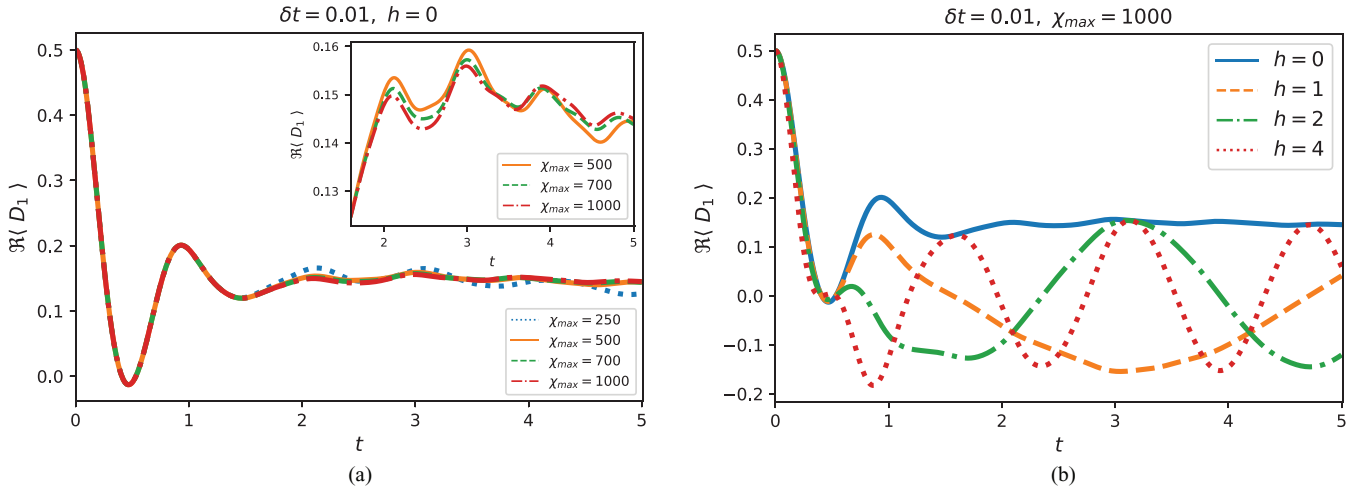 δt = 0.01, h = 0
0.5
0.4
0.3
0.2
0.1
0.0
ℜ⟨ D₁ ⟩
0 1 2 3 4 5
t
0.16
0.15
0.14
0.13
ℜ⟨ D₁ ⟩
2 3 4 5
t
χmax = 500
χmax = 700
χmax = 1000
χmax = 250
χmax = 500
χmax = 700
χmax = 1000
(a)
δt = 0.01, χmax = 1000
0.5
0.4
0.3
0.2
0.1
0.0
−0.1
−0.2
ℜ⟨ D₁ ⟩
0 1 2 3 4 5
t
h = 0
h = 1
h = 2
h = 4
(b)